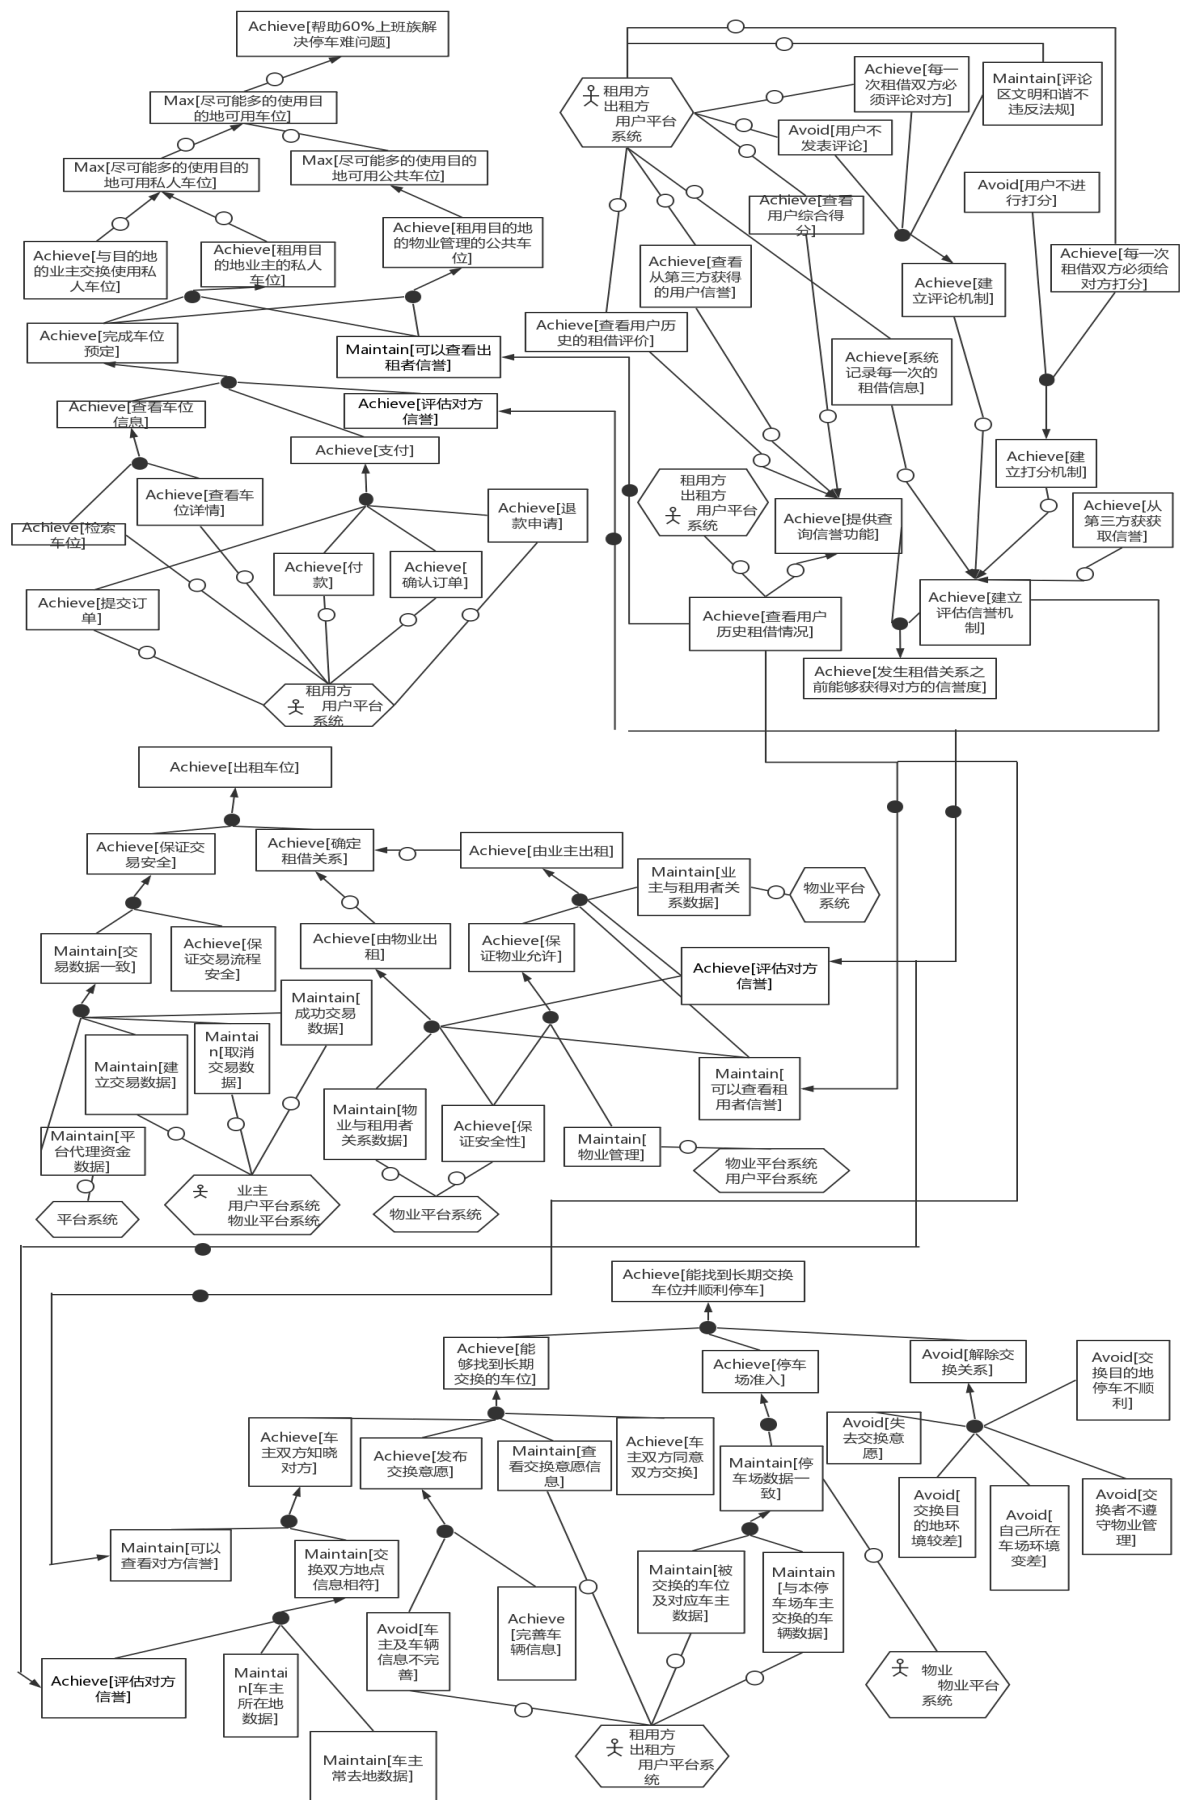 Achieve[帮助60%上班族解
决停车难问题]
Max[尽可能多的使用目
的地可用车位]
Max[尽可能多的使用目的
地可用私人车位]
Max[尽可能多的使用目的
地可用公共车位]
Achieve[与目的地
的业主交换使用私
人车位]
Achieve[租用目
的地业主的私人
车位]
Achieve[租用目的地
的物业管理的公共车
位]
Achieve[完成车位
预定]
Maintain[可以查看出
租者信誉]
Achieve[查看车位
信息]
Achieve[评估对方
信誉]
Achieve[支付]
Achieve[检索
车位]
Achieve[查看车
位详情]
Achieve[退
款申请]
Achieve[提交订
单]
Achieve[付
款]
Achieve[
确认订单]
租用方
用户平台
系统
租用方
出租方
用户平台
系统
Achieve[每一
次租借双方必
须评论对方]
Maintain[评论
区文明和谐不
违反法规]
Avoid[用户不
发表评论]
Avoid[用户不进
行打分]
Achieve[查看
用户综合得
分]
Achieve[查看
从第三方获得
的用户信誉]
Achieve[建
立评论机制]
Achieve[每一次
租借双方必须给
对方打分]
Achieve[查看用户历
史的租借评价]
Achieve[系统
记录每一次的
租借信息]
Achieve[建
立打分机制]
租用方
出租方
用户平台
系统
Achieve[提供查
询信誉功能]
Achieve[从
第三方获获
取信誉]
Achieve[查看用户
历史租借情况]
Achieve[建立
评估信誉机
制]
Achieve[发生租借关系之
前能够获得对方的信誉度]
Achieve[出租车位]
Achieve[保证交
易安全]
Achieve[确定
租借关系]
Achieve[由业主出租]
Maintain[业
主与租用者关
系数据]
物业平台
系统
Maintain[交
易数据一致]
Achieve[保
证交易流程
安全]
Achieve[由物业出
租]
Achieve[保
证物业允许]
Achieve[评估对方
信誉]
Maintain[
成功交易
数据]
Maintain[建
立交易数据]
Maintai
n[取消
交易数
据]
Maintain[物
业与租用者
关系数据]
Achieve[保
证安全性]
Maintain[
物业管理]
Maintain[
可以查看租
用者信誉]
Maintain[平
台代理资金
数据]
平台系统
业主
用户平台系统
物业平台系统
物业平台系统
物业平台系统
用户平台系统
Achieve[能找到长期交换
车位并顺利停车]
Achieve[能
够找到长期
交换的车位]
Achieve[停车
场准入]
Avoid[解除交
换关系]
Avoid[交
换目的地
停车不顺
利]
Achieve[车
主双方知晓
对方]
Achieve[发布
交换意愿]
Maintain[查
看交换意愿信
息]
Achieve[车
主双方同意
双方交换]
Maintain[停
车场数据一
致]
Avoid[失
去交换意
愿]
Avoid[
交换目
的地环
境较差]
Avoid[
自己所在
车场环境
变差]
Avoid[交
换者不遵
守物业管
理]
Maintain[可以
查看对方信誉]
Maintain[交
换双方地点
信息相符]
Avoid[车
主及车辆
信息不完
善]
Achieve
[完善车
辆信息]
Maintain[被
交换的车位
及对应车主
数据]
Maintain
[与本停
车场车主
交换的车
辆数据]
Achieve[评估对方
信誉]
Maintai
n[车主
所在地
数据]
Maintain[车主
常去地数据]
租用方
出租方
用户平台系
统
物业
物业平台
系统